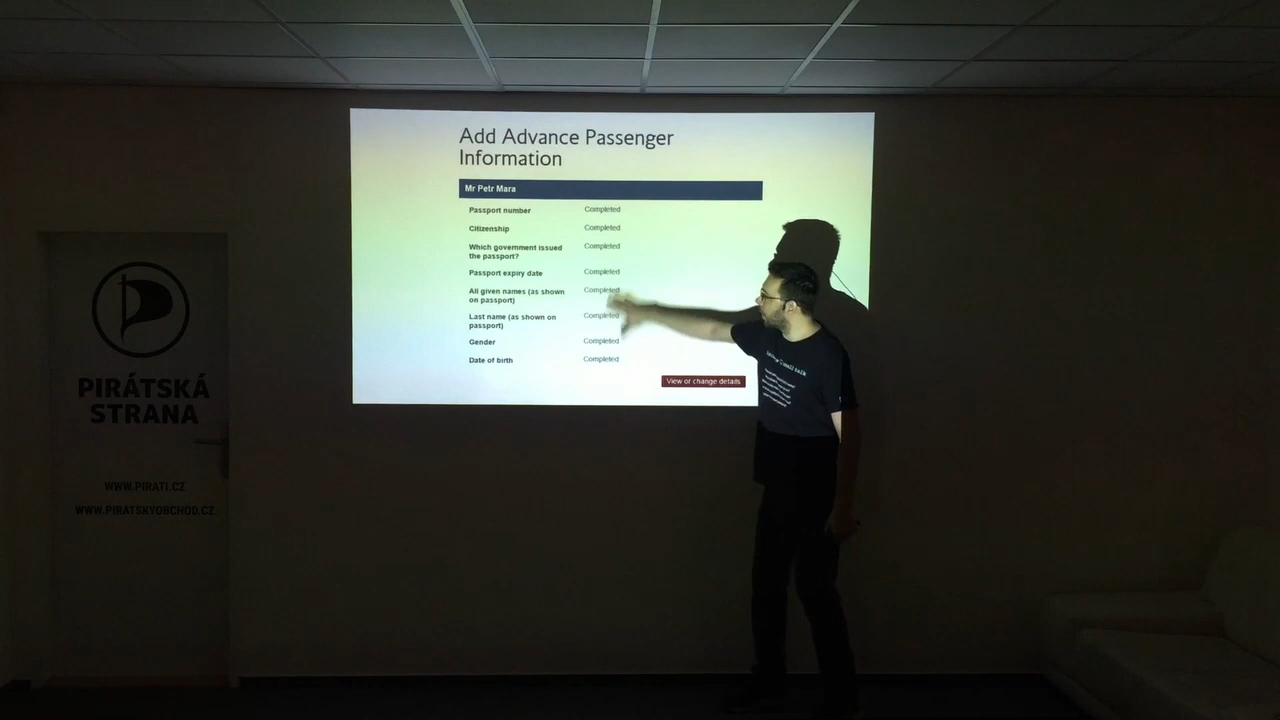 Add Advance Passenger
Information
Mr Petr Mara
Passport number Completed
Citizenship Completed
Which government issued Completed
the passport?
Passport expiry date Completed
All given names (as shown Completed
on passport)
Last name (as shown on Completed
passport)
Gender Completed
Date of birth Completed
View or change details
PIRÁTSKÁ
STRANA
WWW.PIRATI.CZ
WWW.PIRATSKYOBCHOD.CZ